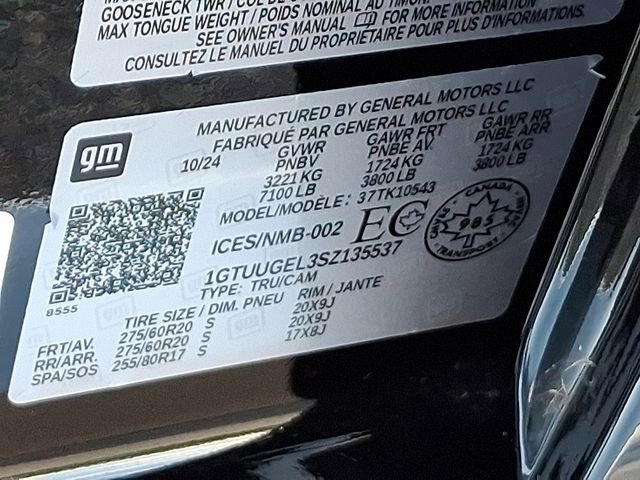 GOOSENECK TWR / COL DE
MAX TONGUE WEIGHT / POIDS NOMINAL AU TIMON:
SEE OWNER'S MANUAL FOR MORE INFORMATION
CONSULTEZ LE MANUEL DU PROPRIÉTAIRE POUR PLUS D'INFORMATIONS.
gm
MANUFACTURED BY GENERAL MOTORS LLC
FABRIQUÉ PAR GENERAL MOTORS LLC
10/24 GVWR GAWR FRT GAWR RR
PNBV PNBE AV. PNBE ARR.
3221 KG 1724 KG 1724 KG
7100 LB 3800 LB 3800 LB
MODEL/MODÈLE: 37TK10543
ICES/NMB-002 EC
CANADA
985
TRANSPORT
1GTUUGEL3SZ135537
TYPE: TRU/CAM
8555
TIRE SIZE / DIM. PNEU RIM / JANTE
FRT/AV. 275/60R20 S 20X9J
RR/ARR. 275/60R20 S 20X9J
SPA/SOS 255/80R17 S 17X8J